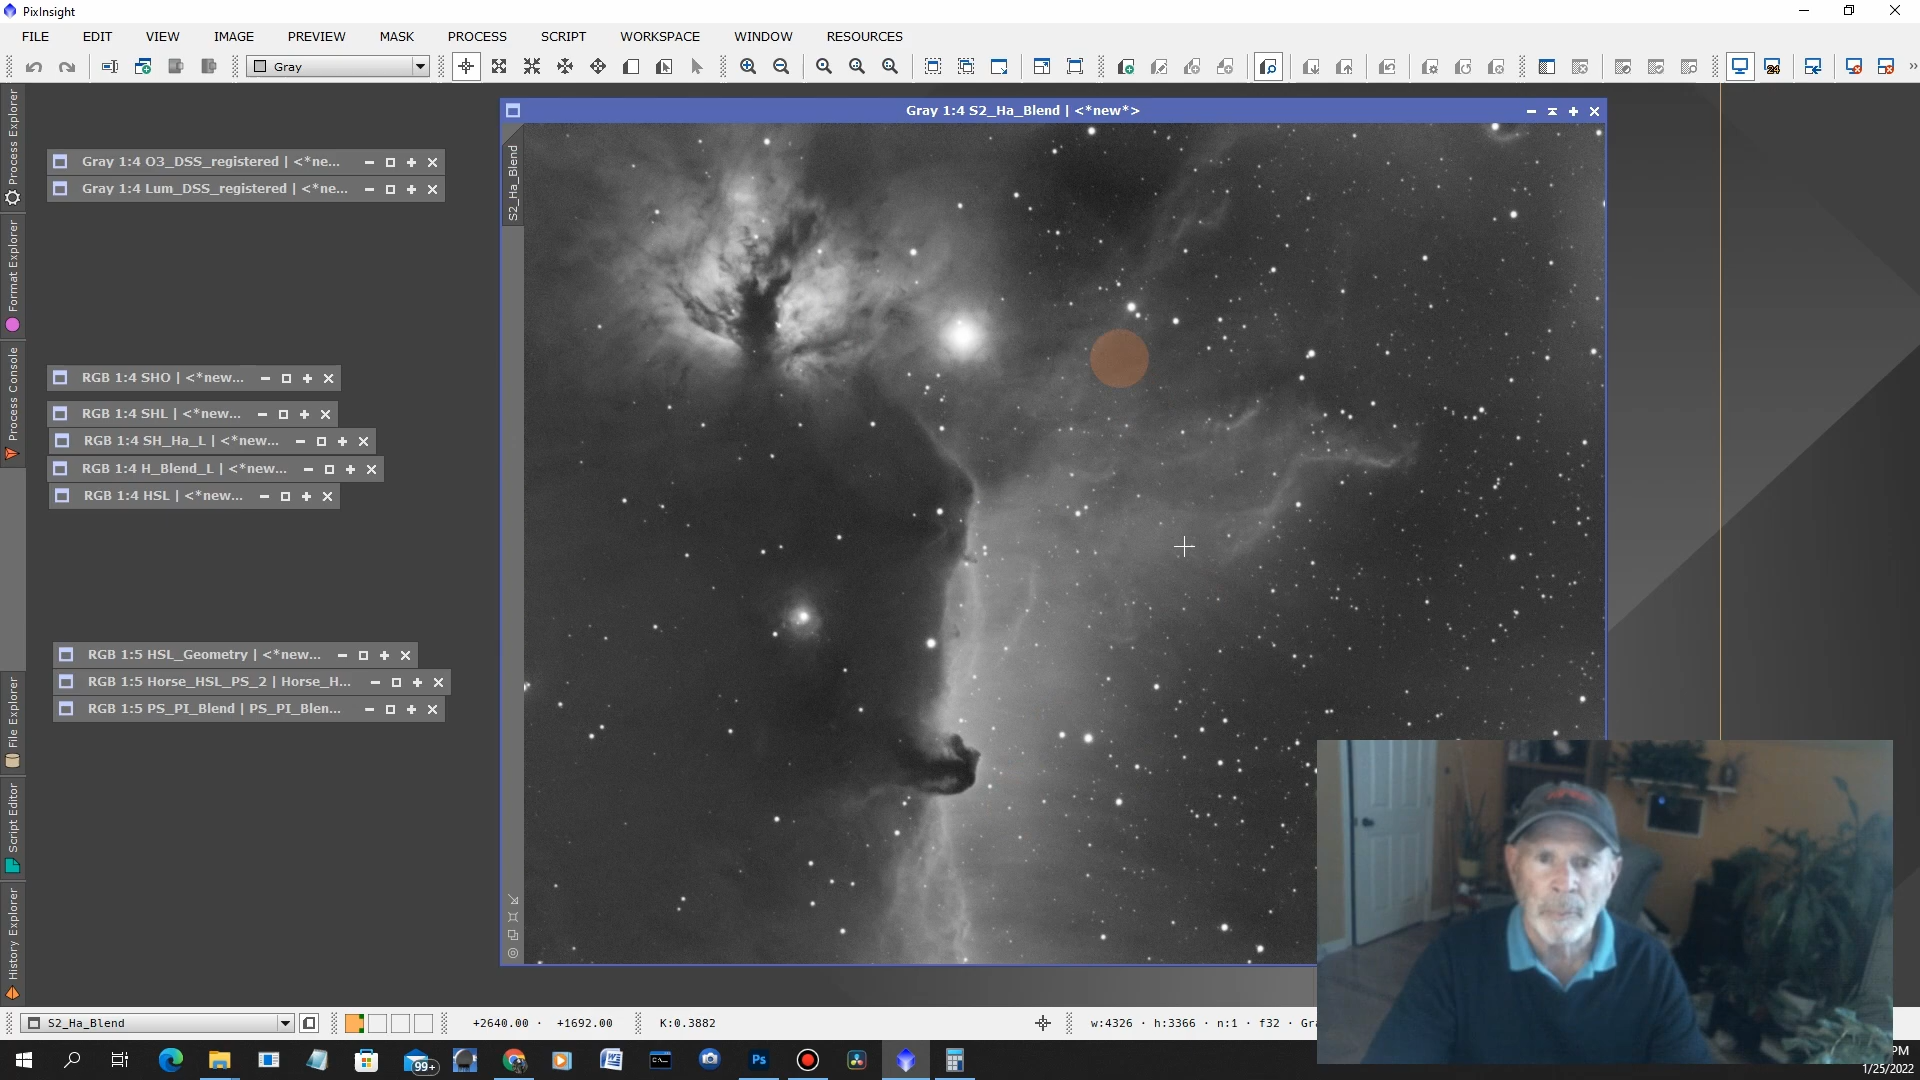 PixInsight
FILE EDIT VIEW IMAGE PREVIEW MASK PROCESS SCRIPT WORKSPACE WINDOW RESOURCES
Gray
24
Process Explorer
Format Explorer
Process Console
File Explorer
Script Editor
History Explorer
Gray 1:4 O3_DSS_registered | <*ne...
Gray 1:4 Lum_DSS_registered | <*ne...
RGB 1:4 SHO | <*new...
RGB 1:4 SHL | <*new...
RGB 1:4 SH_Ha_L | <*new...
RGB 1:4 H_Blend_L | <*new...
RGB 1:4 HSL | <*new...
RGB 1:5 HSL_Geometry | <*new...
RGB 1:5 Horse_HSL_PS_2 | Horse_H...
RGB 1:5 PS_PI_Blend | PS_PI_Blen...
Gray 1:4 S2_Ha_Blend | <*new*>
S2_Ha_Blend
S2_Ha_Blend
+2640.00 · +1692.00
K:0.3882
w:4326 · h:3366 · n:1 · f32 · Gr
99+
Ps
PM
1/25/2022